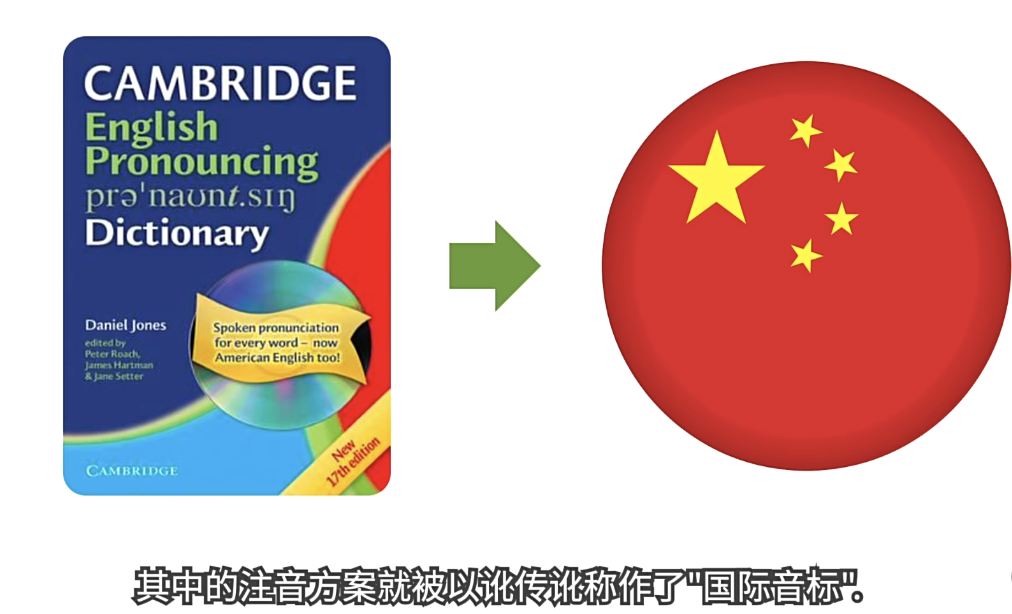 CAMBRIDGE
English
Pronouncing
prəˈnaʊnt.sɪŋ
Dictionary
Daniel Jones
edited by
Peter Roach,
James Hartman
& Jane Setter
Spoken pronunciation
for every word – now
American English too!
New
17th edition
CAMBRIDGE
其中的注音方案就被以讹传讹称作了"国际音标"。